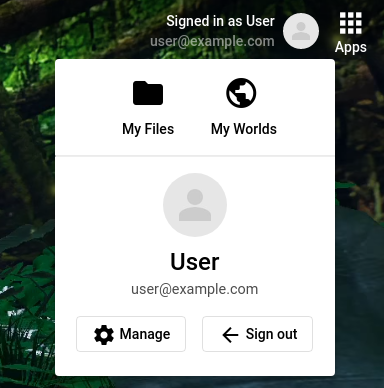 Signed in as User
user@example.com
Apps
My Files
My Worlds
User
user@example.com
Manage
Sign out